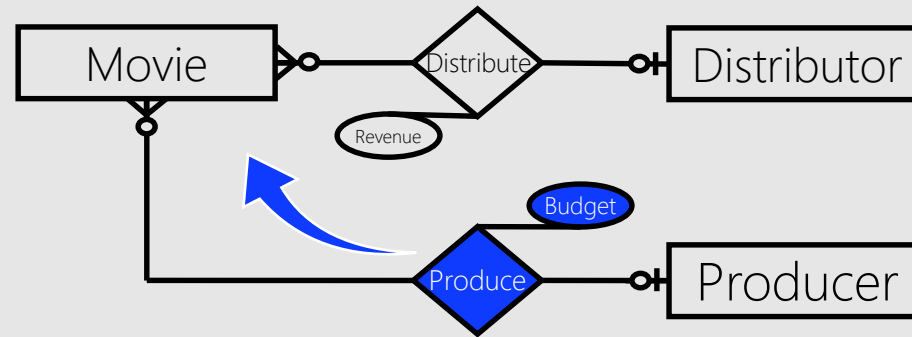 Movie
Distribute
Distributor
Revenue
Budget
Produce
Producer